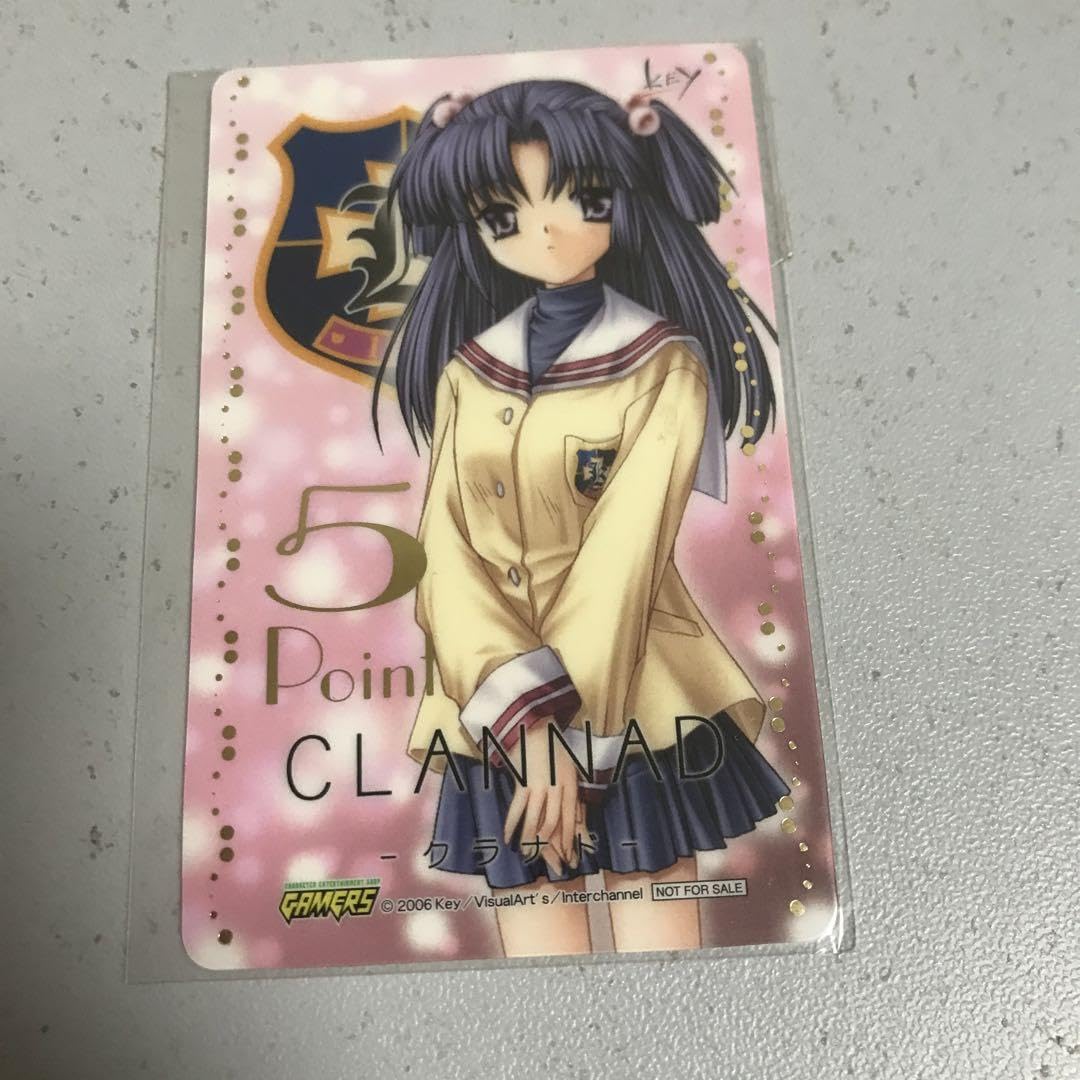 KEY
5
Point
CLANNAD
-クラナド-
CHARACTER ENTERTAINMENT SHOP
GAMERS © 2006 Key/VisualArt's/Interchannel NOT FOR SALE